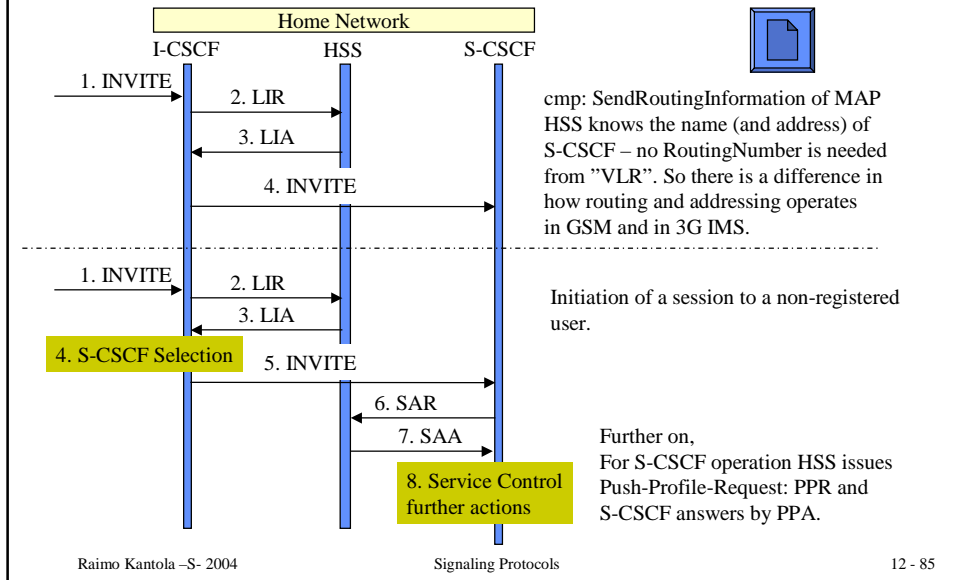 Home Network
I-CSCF HSS S-CSCF
1. INVITE
2. LIR
3. LIA
4. INVITE
cmp: SendRoutingInformation of MAP
HSS knows the name (and address) of
S-CSCF – no RoutingNumber is needed
from ”VLR”. So there is a difference in
how routing and addressing operates
in GSM and in 3G IMS.
1. INVITE
2. LIR
3. LIA
4. S-CSCF Selection
5. INVITE
6. SAR
7. SAA
8. Service Control
further actions
Initiation of a session to a non-registered
user.
Further on,
For S-CSCF operation HSS issues
Push-Profile-Request: PPR and
S-CSCF answers by PPA.
Raimo Kantola –S- 2004 Signaling Protocols 12 - 85